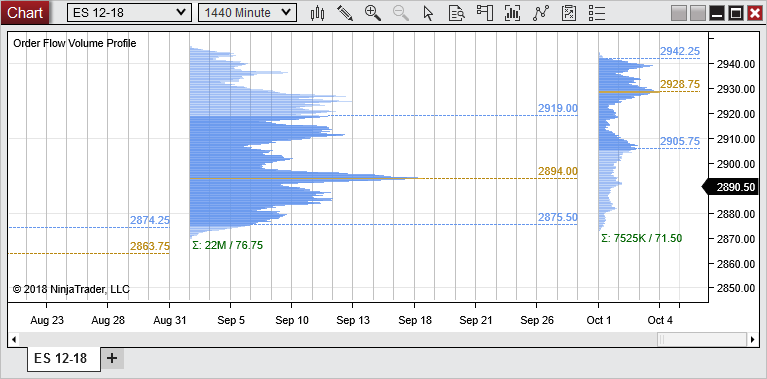 Chart
ES 12-18
1440 Minute
Order Flow Volume Profile
2942.25
2928.75
2919.00
2905.75
2894.00
2875.50
2874.25
2863.75
Σ: 22M / 76.75
Σ: 7525K / 71.50
2940.00
2930.00
2920.00
2910.00
2900.00
2890.50
2880.00
2870.00
2860.00
2850.00
© 2018 NinjaTrader, LLC
Aug 23 Aug 28 Aug 31 Sep 5 Sep 10 Sep 13 Sep 18 Sep 21 Sep 26 Oct 1 Oct 4
ES 12-18 +